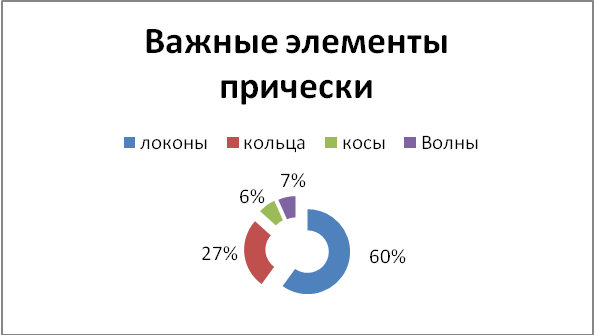 Важные элементы
прически
локоны кольца косы Волны
7%
6%
27%
60%